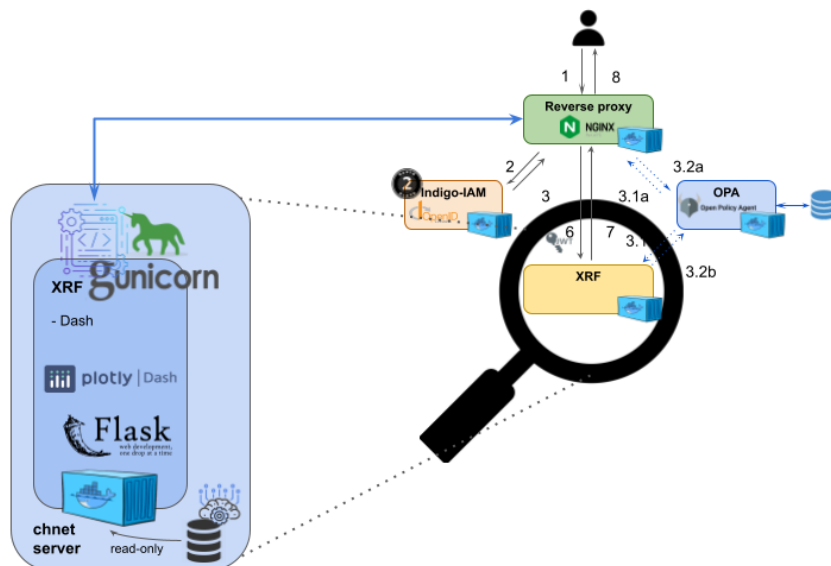 1
8
Reverse proxy
NGINX
2
3.2a
2
Indigo-IAM
OpenID
3
3.1a
OPA
Open Policy Agent
6
7
3.1
3.2b
XRF
gunicorn
XRF
- Dash
plotly | Dash
Flask
web development,
one drop at a time
chnet
server
read-only